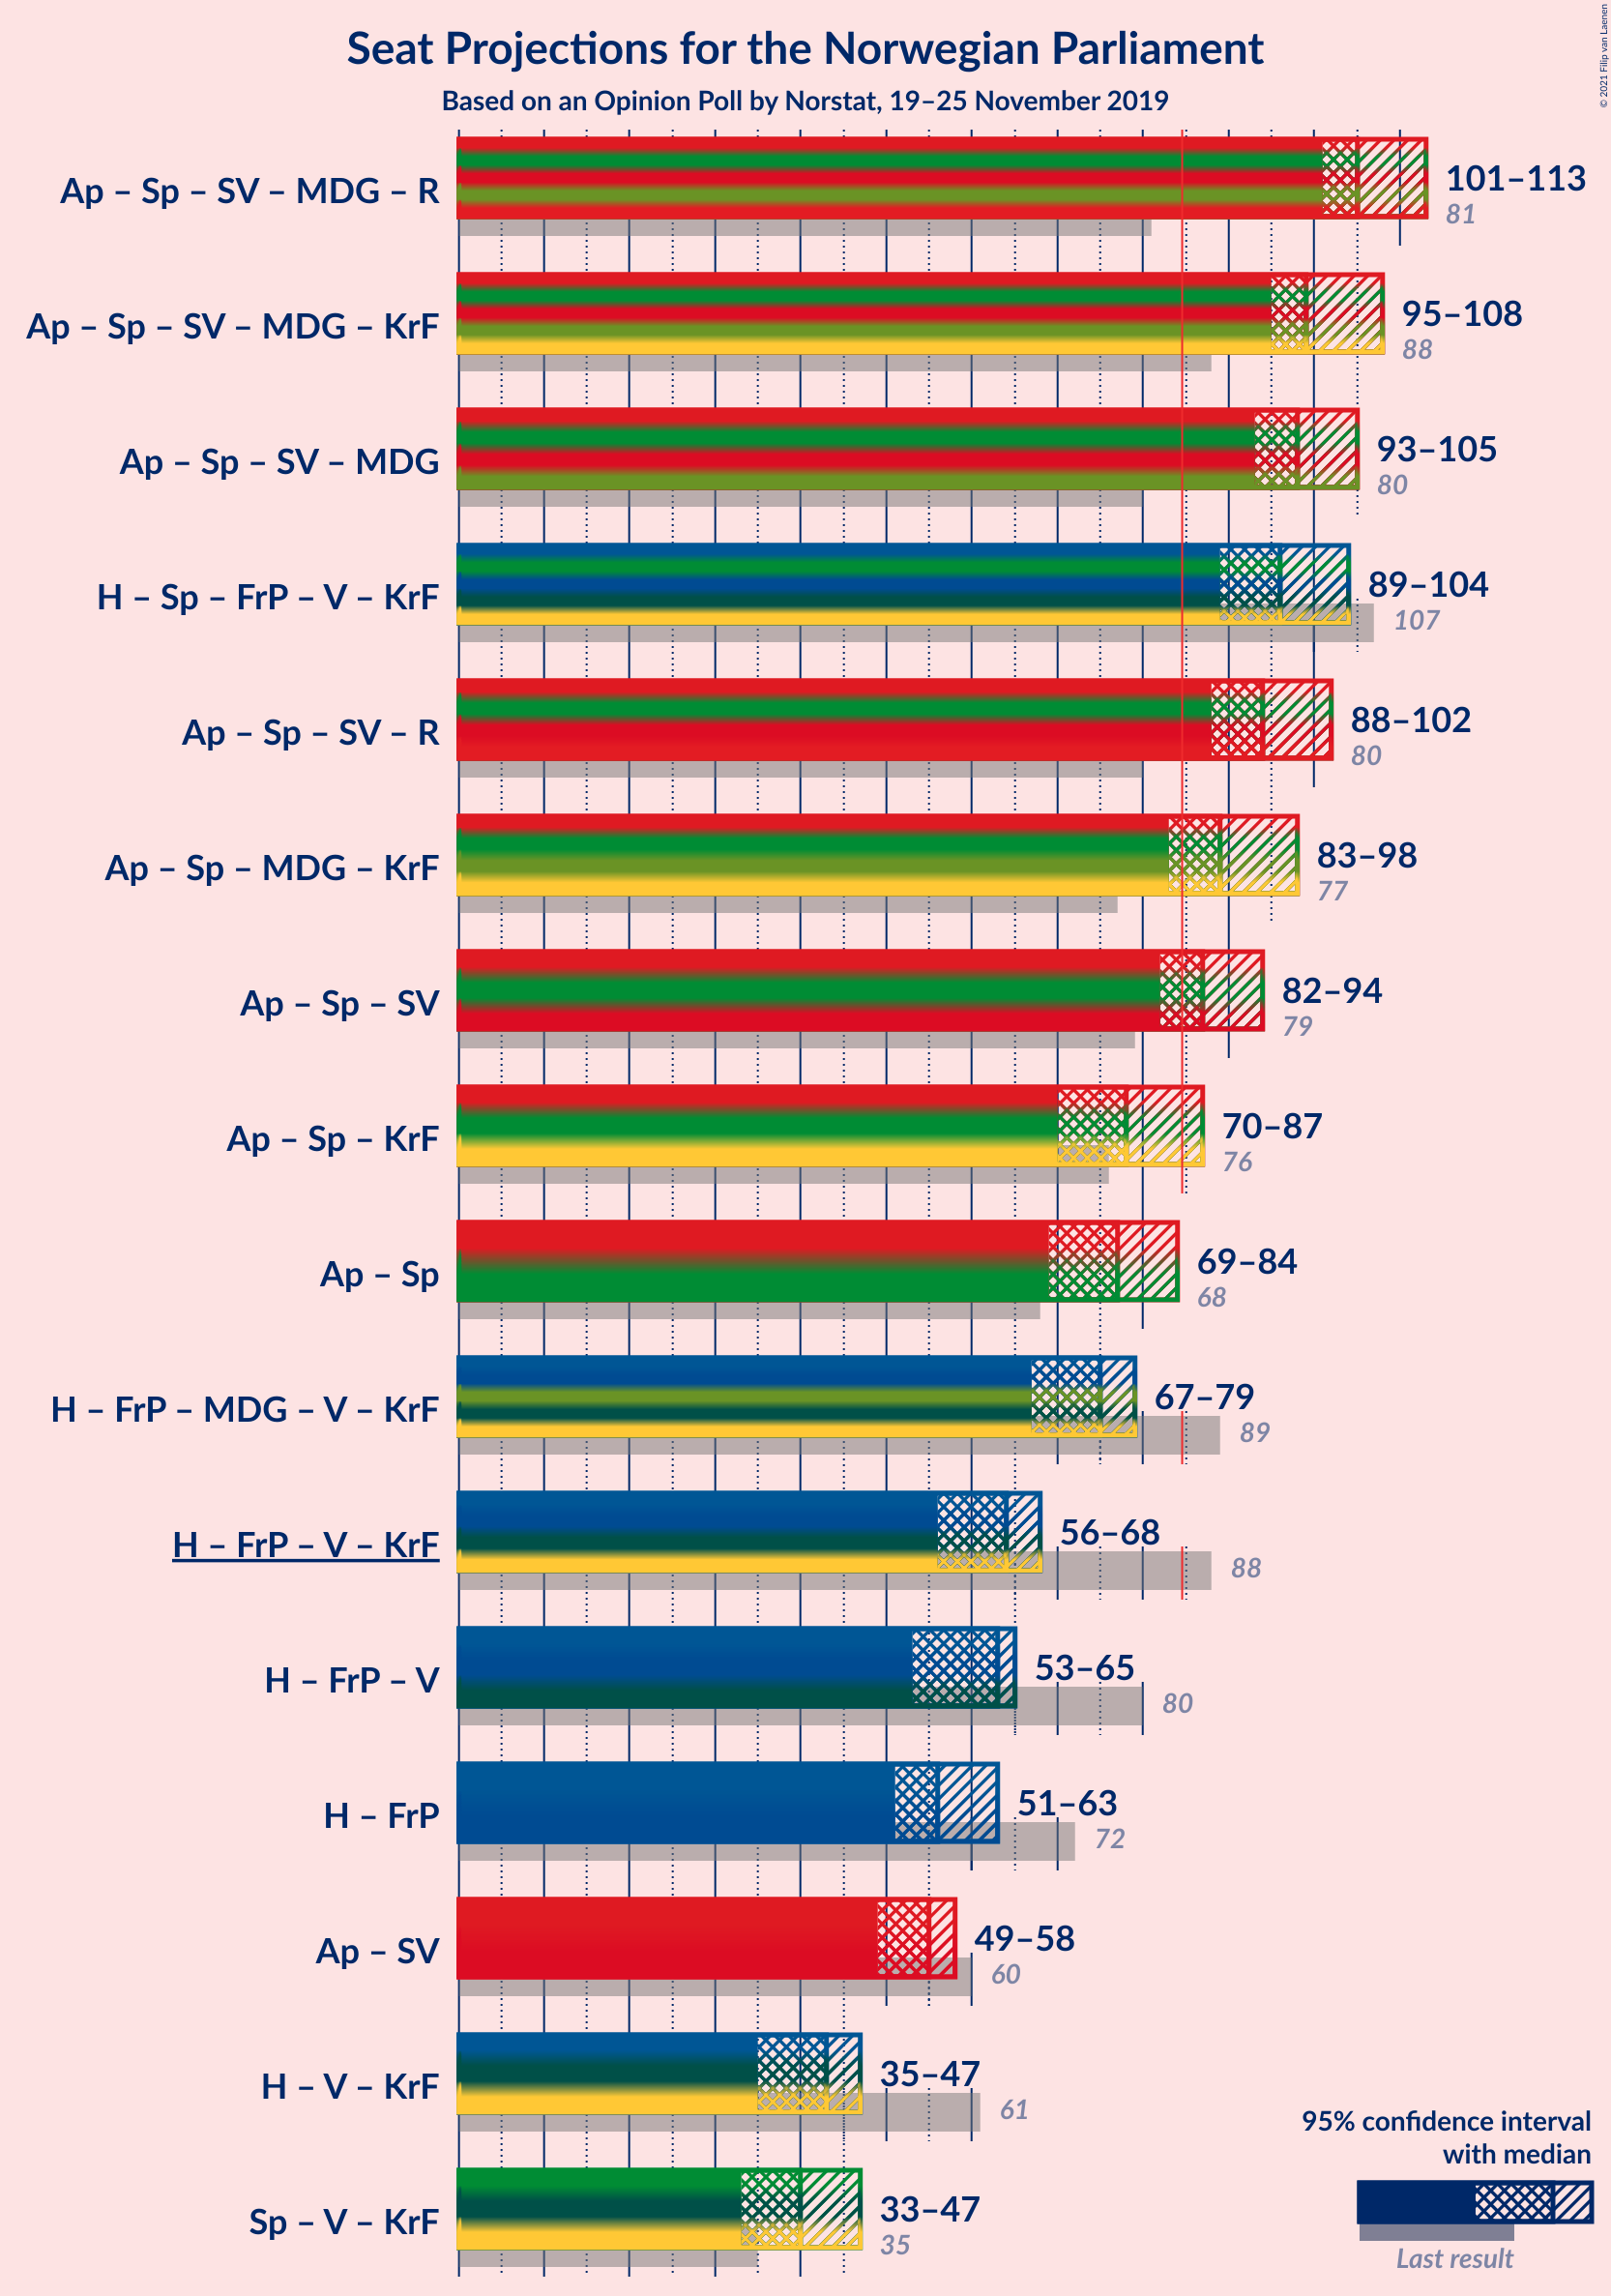 © 2021 Filip van Laenen
Seat Projections for the Norwegian Parliament
Based on an Opinion Poll by Norstat, 19–25 November 2019
Ap – Sp – SV – MDG – R
101–113
81
Ap – Sp – SV – MDG – KrF
95–108
88
Ap – Sp – SV – MDG
93–105
80
H – Sp – FrP – V – KrF
89–104
107
Ap – Sp – SV – R
88–102
80
Ap – Sp – MDG – KrF
83–98
77
Ap – Sp – SV
82–94
79
Ap – Sp – KrF
70–87
76
Ap – Sp
69–84
68
H – FrP – MDG – V – KrF
67–79
89
H – FrP – V – KrF
56–68
88
H – FrP – V
53–65
80
H – FrP
51–63
72
Ap – SV
49–58
60
H – V – KrF
35–47
61
Sp – V – KrF
33–47
35
95% confidence interval
with median
Last result